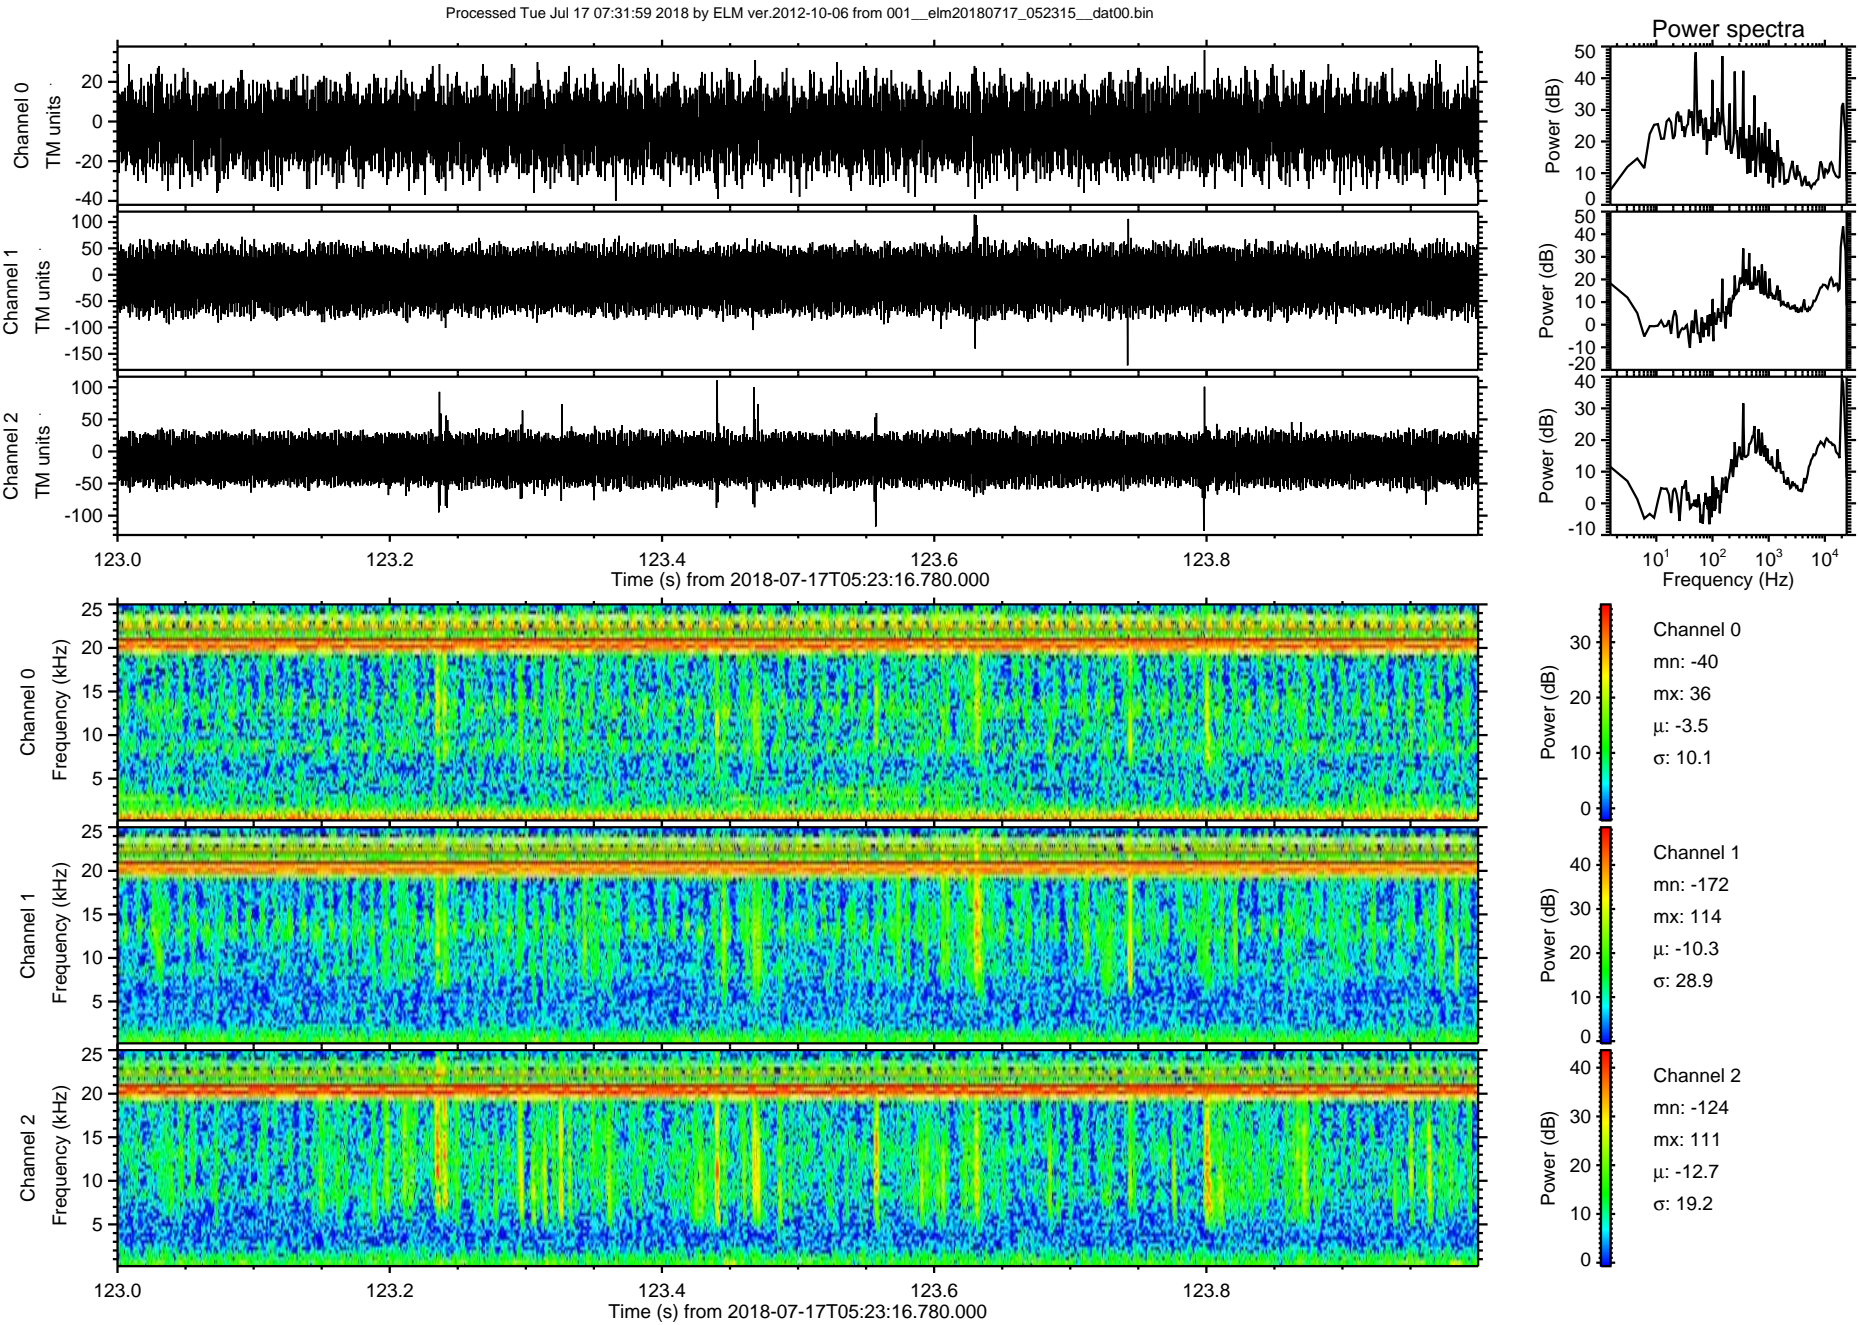 Processed Tue Jul 17 07:31:59 2018 by ELM ver.2012-10-06 from 001__elm20180717_052315__dat00.bin
Power spectra
Channel 0
TM units
20
0
-20
-40
Power (dB)
50
40
30
20
10
0
Channel 1
TM units
100
50
0
-50
-100
-150
Power (dB)
50
40
30
20
10
0
-10
-20
Channel 2
TM units
100
50
0
-50
-100
Power (dB)
40
30
20
10
0
-10
123.0 123.2 123.4 123.6 123.8
Time (s) from 2018-07-17T05:23:16.780.000
10^1 10^2 10^3 10^4
Frequency (Hz)
Channel 0
Frequency (kHz)
25
20
15
10
5
Power (dB)
30
20
10
0
Channel 0
mn: -40
mx: 36
μ: -3.5
σ: 10.1
Channel 1
Frequency (kHz)
25
20
15
10
5
Power (dB)
40
30
20
10
0
Channel 1
mn: -172
mx: 114
μ: -10.3
σ: 28.9
Channel 2
Frequency (kHz)
25
20
15
10
5
Power (dB)
40
30
20
10
0
Channel 2
mn: -124
mx: 111
μ: -12.7
σ: 19.2
123.0 123.2 123.4 123.6 123.8
Time (s) from 2018-07-17T05:23:16.780.000